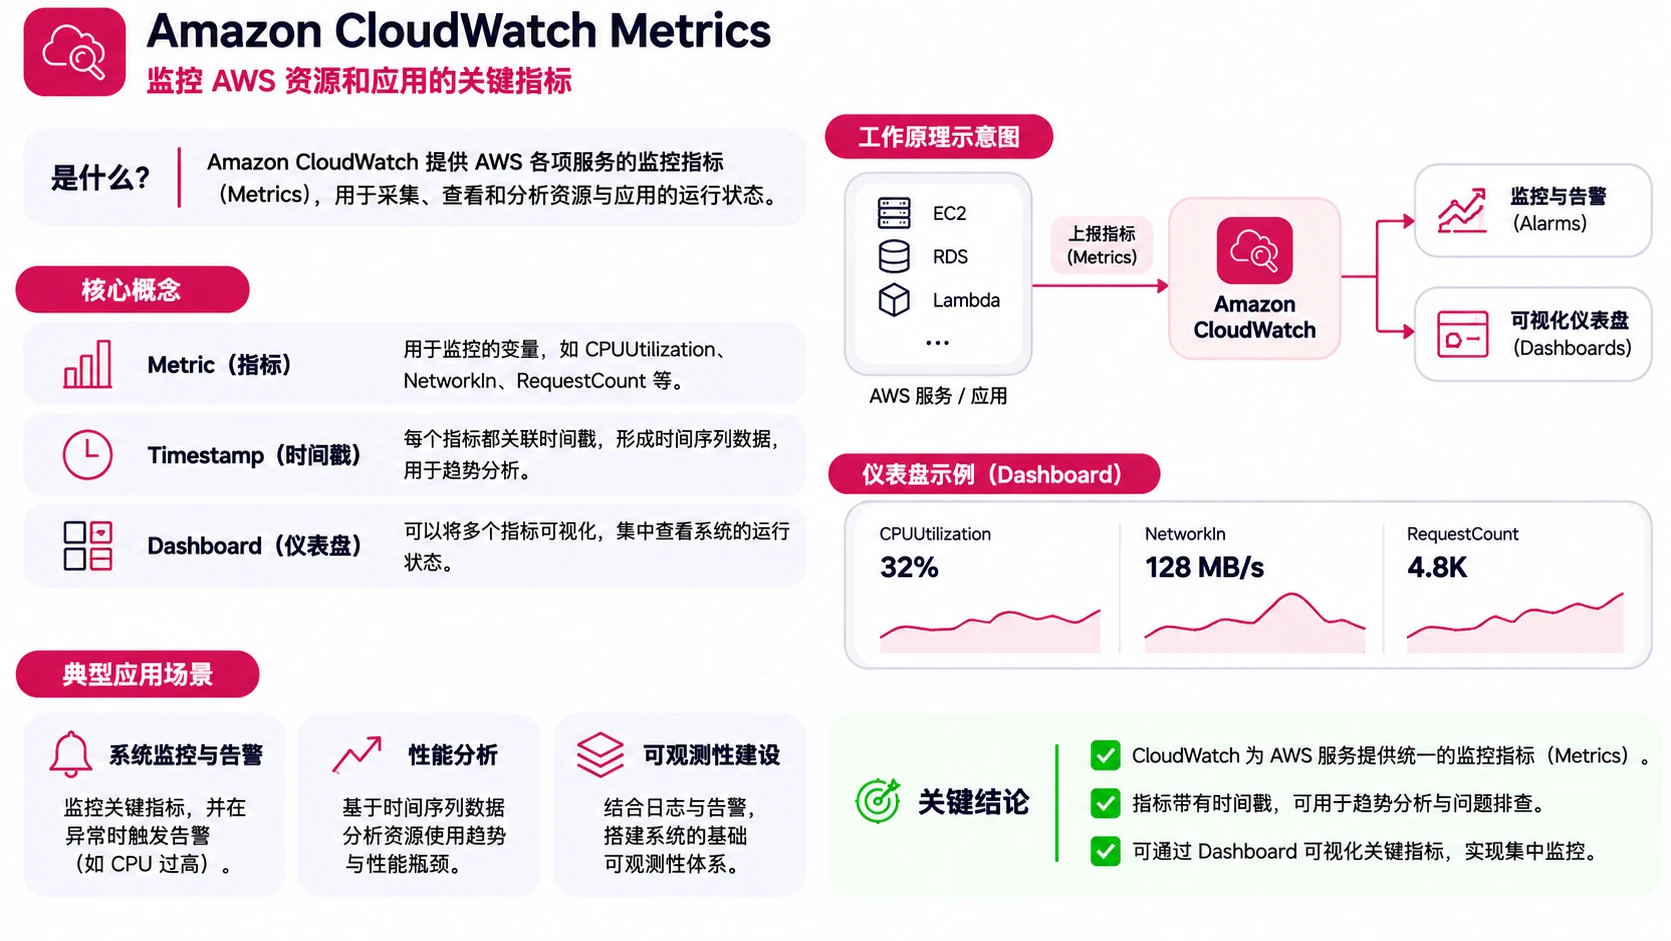 Amazon CloudWatch Metrics
监控 AWS 资源和应用的关键指标
是什么?
Amazon CloudWatch 提供 AWS 各项服务的监控指标
（Metrics），用于采集、查看和分析资源与应用的运行状态。
核心概念
Metric（指标）
用于监控的变量，如 CPUUtilization、
NetworkIn、RequestCount 等。
Timestamp（时间戳）
每个指标都关联时间戳，形成时间序列数据，
用于趋势分析。
Dashboard（仪表盘）
可以将多个指标可视化，集中查看系统的运行
状态。
典型应用场景
系统监控与告警
监控关键指标，并在
异常时触发告警
（如 CPU 过高）。
性能分析
基于时间序列数据
分析资源使用趋势
与性能瓶颈。
可观测性建设
结合日志与告警，
搭建系统的基础
可观测性体系。
工作原理示意图
EC2
RDS
Lambda
...
AWS 服务 / 应用
上报指标
(Metrics)
Amazon
CloudWatch
监控与告警
(Alarms)
可视化仪表盘
(Dashboards)
仪表盘示例（Dashboard）
CPUUtilization
32%
NetworkIn
128 MB/s
RequestCount
4.8K
关键结论
CloudWatch 为 AWS 服务提供统一的监控指标（Metrics）。
指标带有时间戳，可用于趋势分析与问题排查。
可通过 Dashboard 可视化关键指标，实现集中监控。